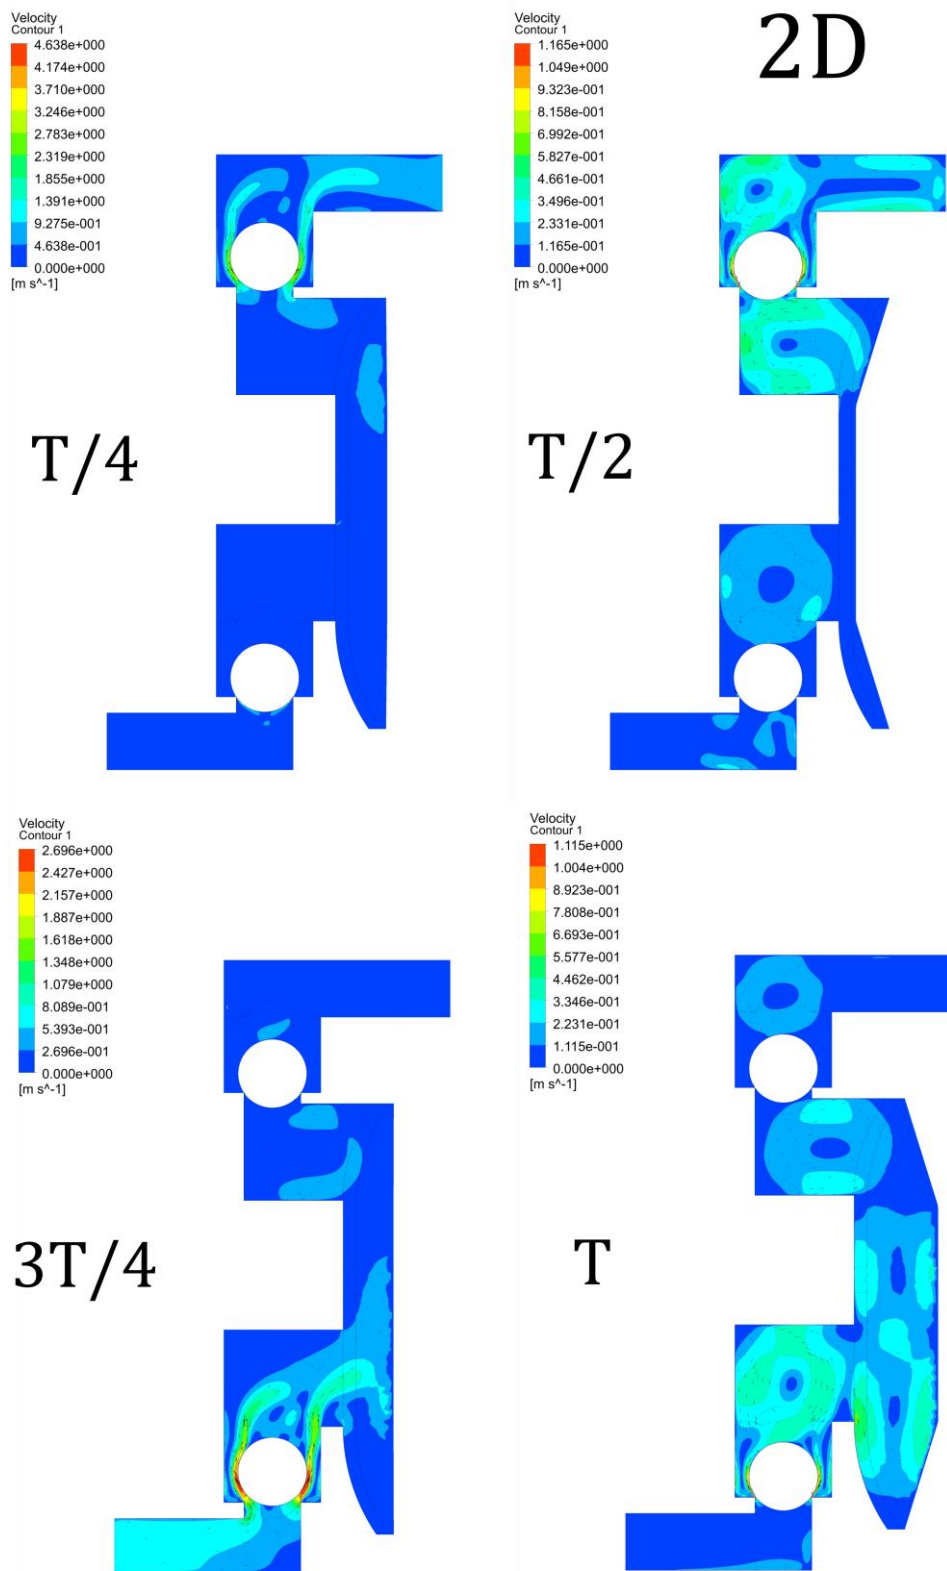 Velocity
Contour 1
4.638e+000
4.174e+000
3.710e+000
3.246e+000
2.783e+000
2.319e+000
1.855e+000
1.391e+000
9.275e-001
4.638e-001
0.000e+000
[m s^-1]
T/4
2D
Velocity
Contour 1
1.165e+000
1.049e+000
9.323e-001
8.158e-001
6.992e-001
5.827e-001
4.661e-001
3.496e-001
2.331e-001
1.165e-001
0.000e+000
[m s^-1]
T/2
Velocity
Contour 1
2.696e+000
2.427e+000
2.157e+000
1.887e+000
1.618e+000
1.348e+000
1.079e+000
8.089e-001
5.393e-001
2.696e-001
0.000e+000
[m s^-1]
3T/4
Velocity
Contour 1
1.115e+000
1.004e+000
8.923e-001
7.808e-001
6.693e-001
5.577e-001
4.462e-001
3.346e-001
2.231e-001
1.115e-001
0.000e+000
[m s^-1]
T